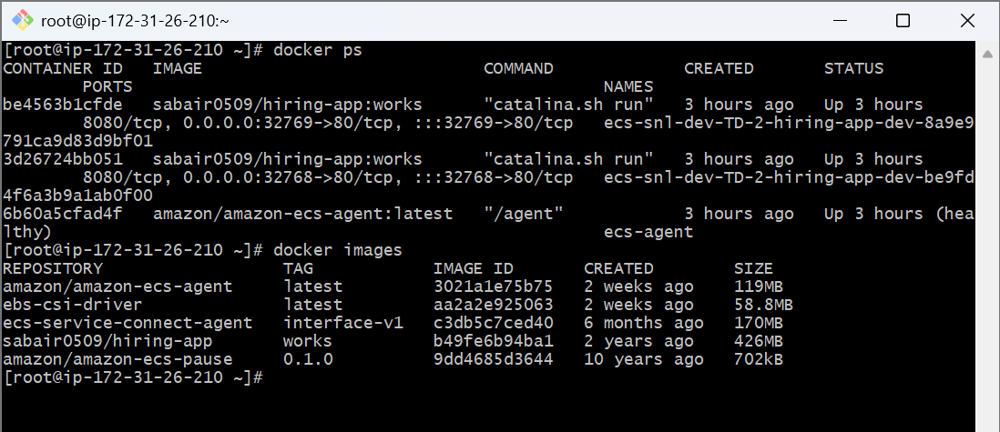 root@ip-172-31-26-210:~
[root@ip-172-31-26-210 ~]# docker ps
CONTAINER ID   IMAGE                            COMMAND             CREATED        STATUS
        PORTS                                               NAMES
be4563b1cfde   sabair0509/hiring-app:works      "catalina.sh run"   3 hours ago   Up 3 hours
        8080/tcp, 0.0.0.0:32769->80/tcp, :::32769->80/tcp   ecs-snl-dev-TD-2-hiring-app-dev-8a9e9
791ca9d83d9bf01
3d26724bb051   sabair0509/hiring-app:works      "catalina.sh run"   3 hours ago   Up 3 hours
        8080/tcp, 0.0.0.0:32768->80/tcp, :::32768->80/tcp   ecs-snl-dev-TD-2-hiring-app-dev-be9fd
4f6a3b9a1ab0f00
6b60a5cfad4f   amazon/amazon-ecs-agent:latest   "/agent"            3 hours ago   Up 3 hours (hea
lthy)                                                       ecs-agent
[root@ip-172-31-26-210 ~]# docker images
REPOSITORY                  TAG            IMAGE ID       CREATED        SIZE
amazon/amazon-ecs-agent     latest         3021a1e75b75   2 weeks ago    119MB
ebs-csi-driver              latest         aa2a2e925063   2 weeks ago    58.8MB
ecs-service-connect-agent   interface-v1   c3db5c7ced40   6 months ago   170MB
sabair0509/hiring-app       works          b49fe6b94ba1   2 years ago    426MB
amazon/amazon-ecs-pause     0.1.0          9dd4685d3644   10 years ago   702kB
[root@ip-172-31-26-210 ~]#